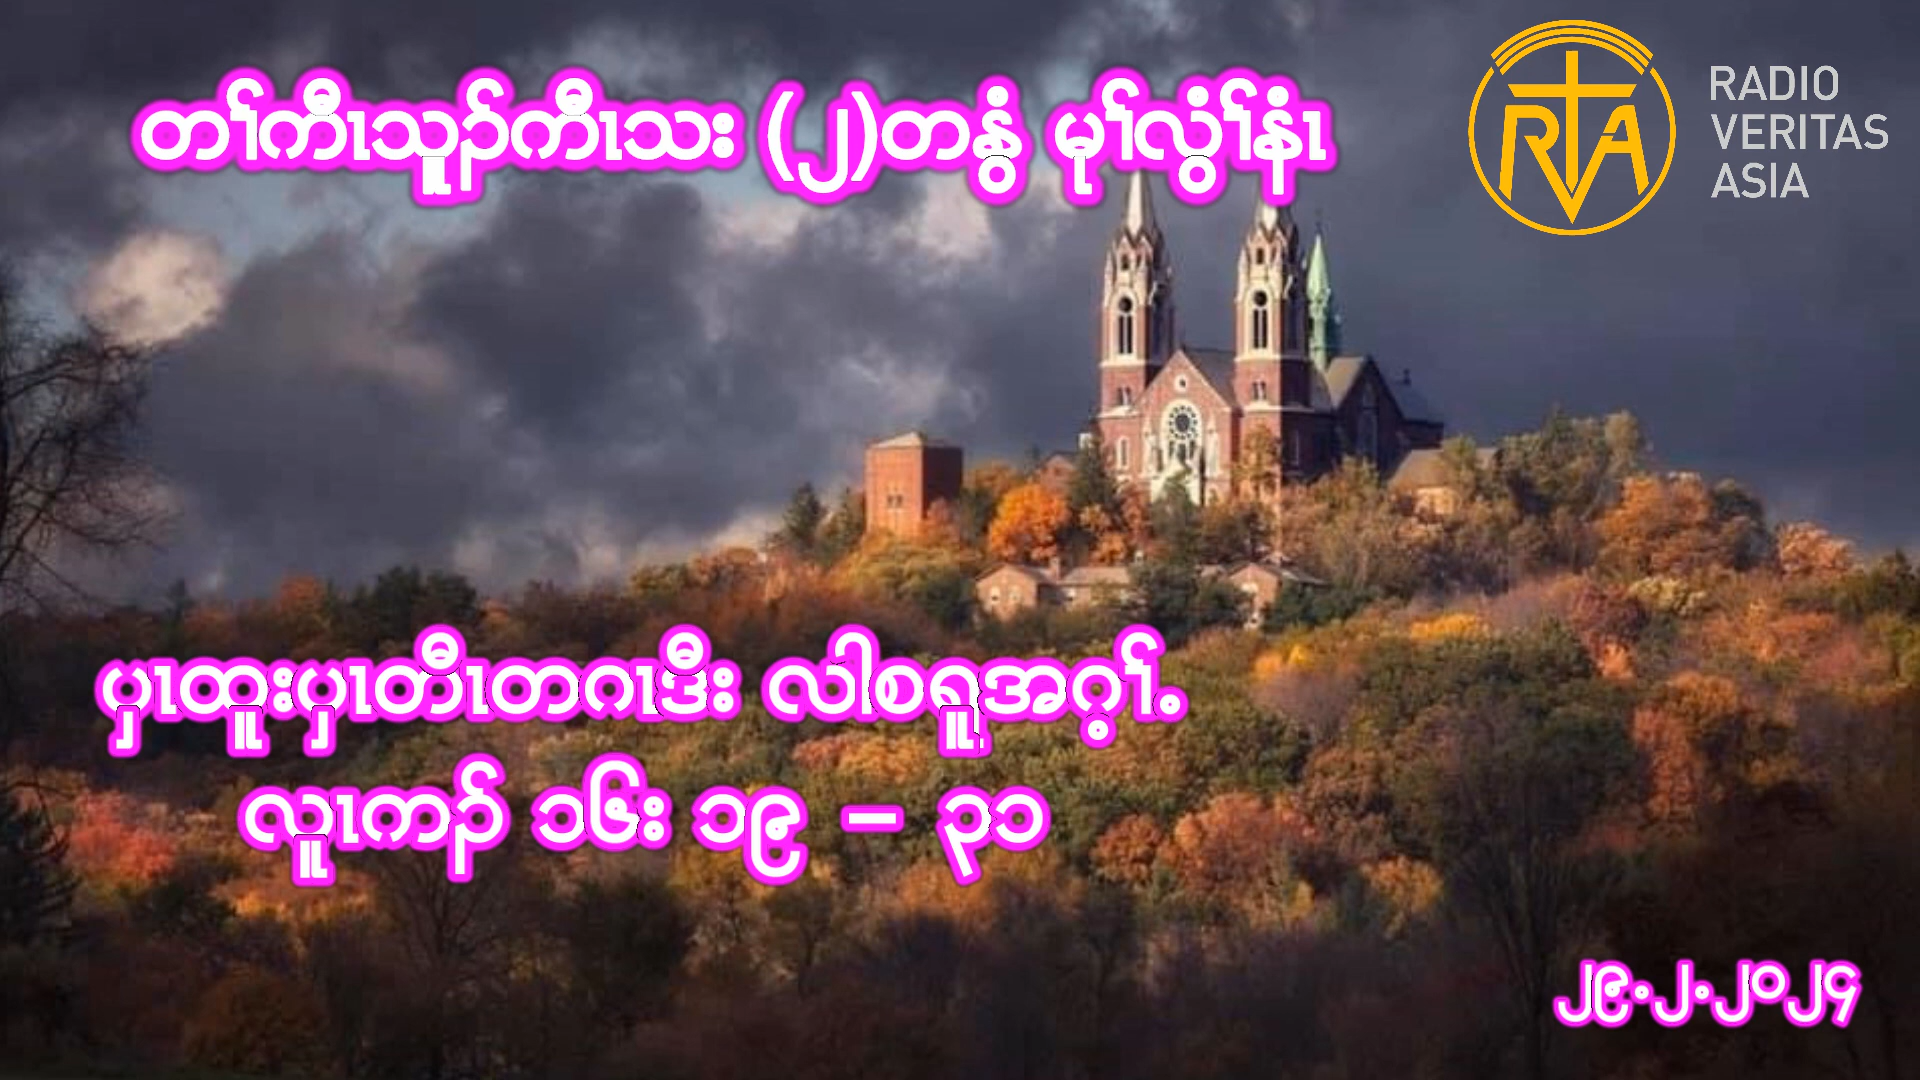 တၢ်ကီၢသူၣ်ကီၢသး (၂)တနွံ မုၢ်လွံၢ်နံၤ
RADIO
VERITAS
ASIA
ပှၤထူးပှၤတီၤတဂၤဒီး လါစရူအဂ့ၢ်.
လူၤကၣ် ၁၆း ၁၉ – ၃၁
၂၉.၂.၂၀၂၄